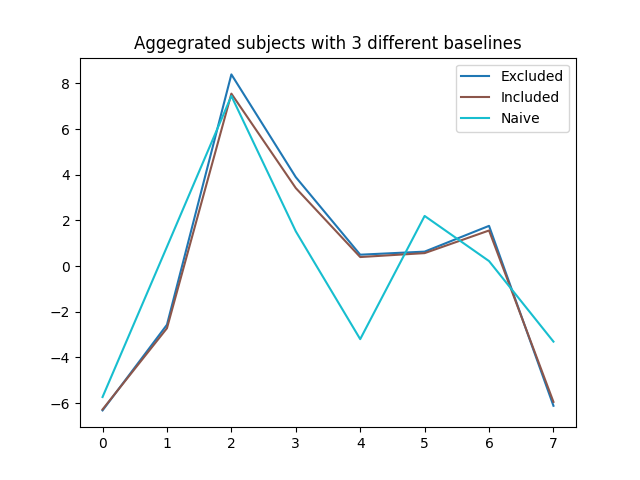 Aggegrated subjects with 3 different baselines
Excluded
Included
Naive
8
6
4
2
0
−2
−4
−6
0 1 2 3 4 5 6 7